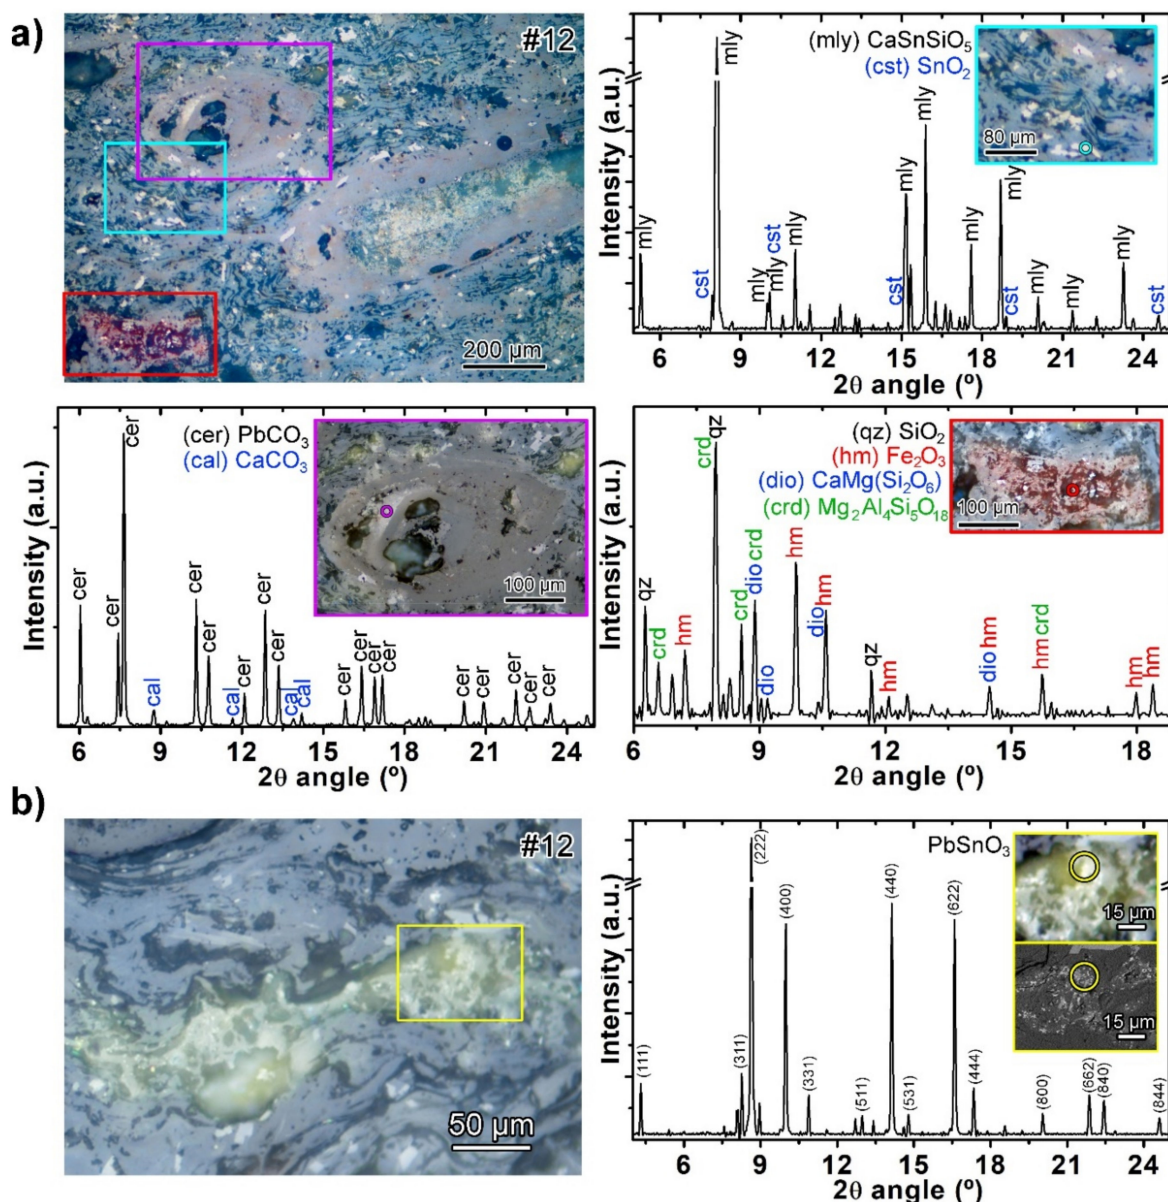 a)
#12
200 µm
Intensity (a.u.)
(mly) CaSnSiO5
(cst) SnO2
80 µm
mly
mly
cst
mly
mly
cst
mly
cst
mly
mly
mly
mly
cst
mly
mly
mly
cst
6 9 12 15 18 21 24
2θ angle (º)
Intensity (a.u.)
(cer) PbCO3
(cal) CaCO3
100 µm
cer
cer
cer
cal
cer
cer
cal
cer
cer
cer
cal
cal
cer
cer
cer
cer
cer
cer
cer
cer
cer
6 9 12 15 18 21 24
2θ angle (º)
Intensity (a.u.)
(qz) SiO2
(hm) Fe2O3
(dio) CaMg(Si2O6)
(crd) Mg2Al4Si5O18
100 µm
qz
crd
hm
crd
qz
crd
dio crd
dio
hm
dio
hm
qz
hm
dio hm
hm crd
hm
hm
6 9 12 15 18
2θ angle (º)
b)
#12
50 µm
Intensity (a.u.)
PbSnO3
15 µm
15 µm
(111)
(311)
(222)
(400)
(331)
(511)
(440)
(531)
(622)
(444)
(800)
(662)
(840)
(844)
6 9 12 15 18 21 24
2θ angle (º)